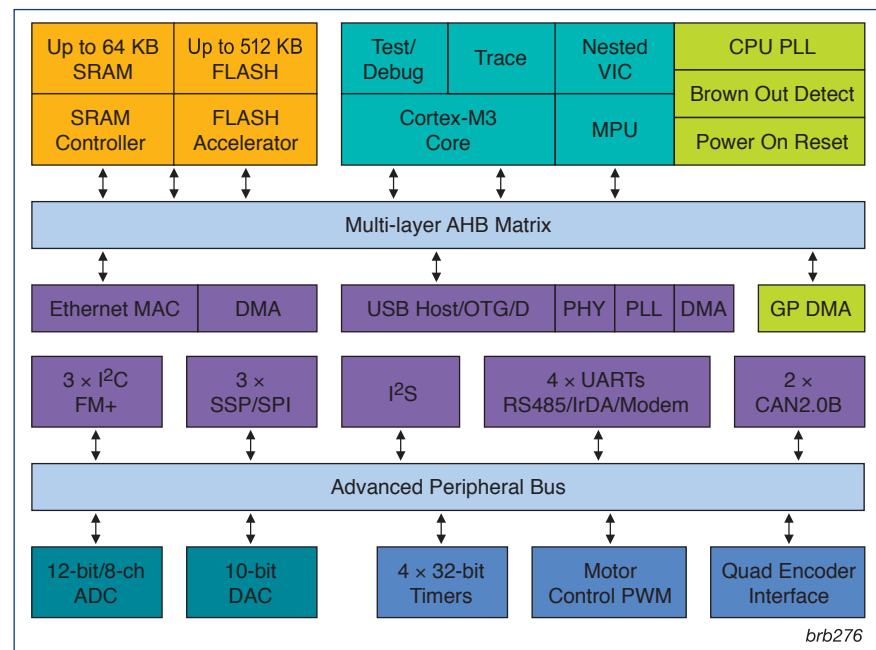 Up to 64 KB
SRAM
Up to 512 KB
FLASH
SRAM
Controller
FLASH
Accelerator
Test/
Debug
Trace
Nested
VIC
Cortex-M3
Core
MPU
CPU PLL
Brown Out Detect
Power On Reset
Multi-layer AHB Matrix
Ethernet MAC
DMA
USB Host/OTG/D
PHY
PLL
DMA
GP DMA
3 × I²C
FM+
3 ×
SSP/SPI
I²S
4 × UARTs
RS485/IrDA/Modem
2 ×
CAN2.0B
Advanced Peripheral Bus
12-bit/8-ch
ADC
10-bit
DAC
4 × 32-bit
Timers
Motor
Control PWM
Quad Encoder
Interface
brb276